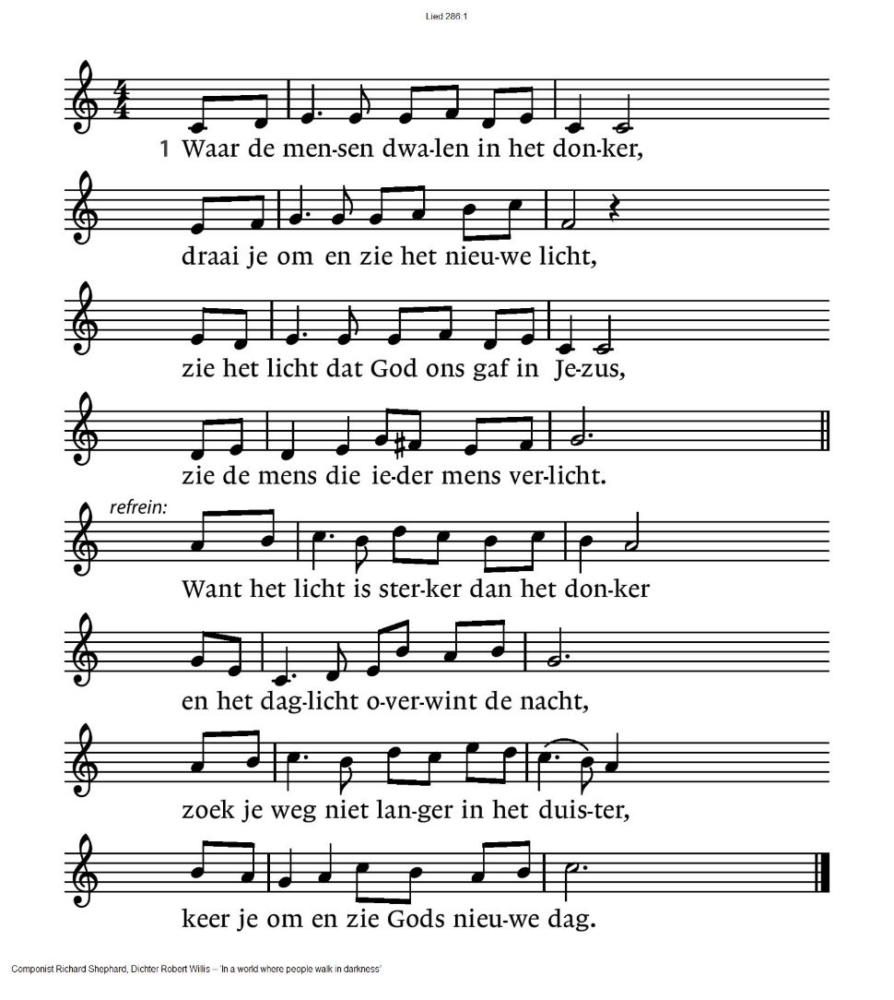 Lied 286:1
1 Waar de men-sen dwa-len in het don-ker,
draai je om en zie het nieu-we licht,
zie het licht dat God ons gaf in Je-zus,
zie de mens die ie-der mens ver-licht.
refrein:
Want het licht is ster-ker dan het don-ker
en het dag-licht o-ver-wint de nacht,
zoek je weg niet lan-ger in het duis-ter,
keer je om en zie Gods nieu-we dag.
Componist Richard Shephard, Dichter Robert Willis – 'In a world where people walk in darkness'